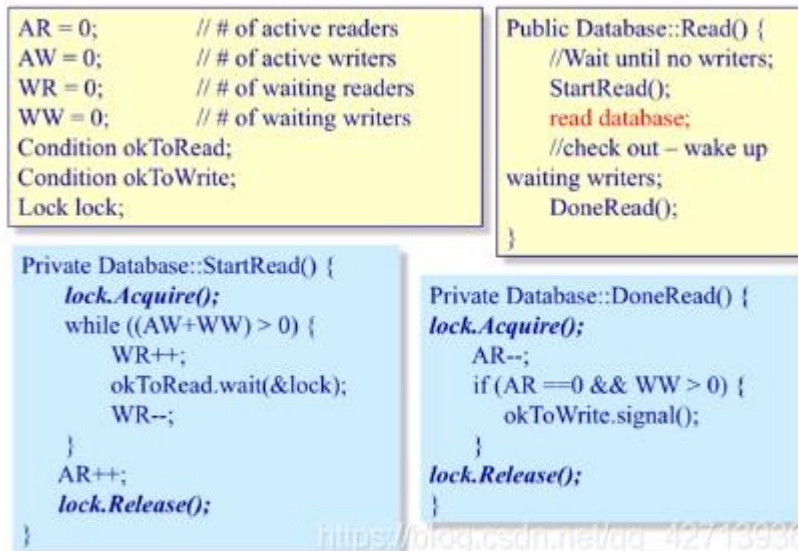 AR = 0; // # of active readers
AW = 0; // # of active writers
WR = 0; // # of waiting readers
WW = 0; // # of waiting writers
Condition okToRead;
Condition okToWrite;
Lock lock;
Public Database::Read() {
//Wait until no writers;
StartRead();
read database;
//check out – wake up
waiting writers;
DoneRead();
}
Private Database::StartRead() {
lock.Acquire();
while ((AW+WW) > 0) {
WR++;
okToRead.wait(&lock);
WR--;
}
AR++;
lock.Release();
}
Private Database::DoneRead() {
lock.Acquire();
AR--;
if (AR ==0 && WW > 0) {
okToWrite.signal();
}
lock.Release();
}
https://blog.csdn.net/qq_42713936